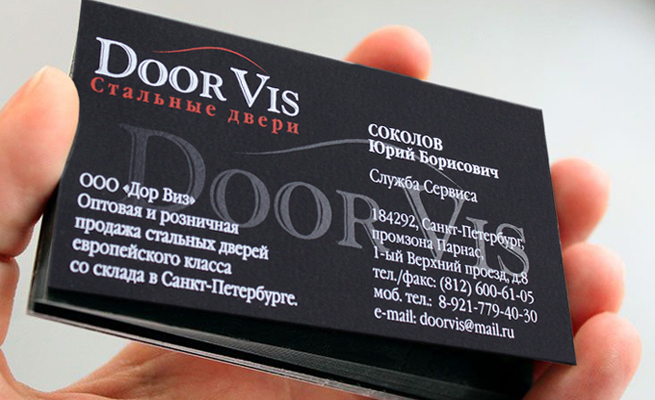 DOOR VIS
Стальные двери
DOOR VIS
СОКОЛОВ
Юрий Борисович
Служба Сервиса
ООО «Дор Виз»
Оптовая и розничная
продажа стальных дверей
европейского класса
со склада в Санкт-Петербурге.
184292, Санкт-Петербург,
промзона Парнас
1-ый Верхний проезд, д.8
тел./факс: (812) 600-61-05
моб. тел.: 8-921-779-40-30
e-mail: doorvis@mail.ru